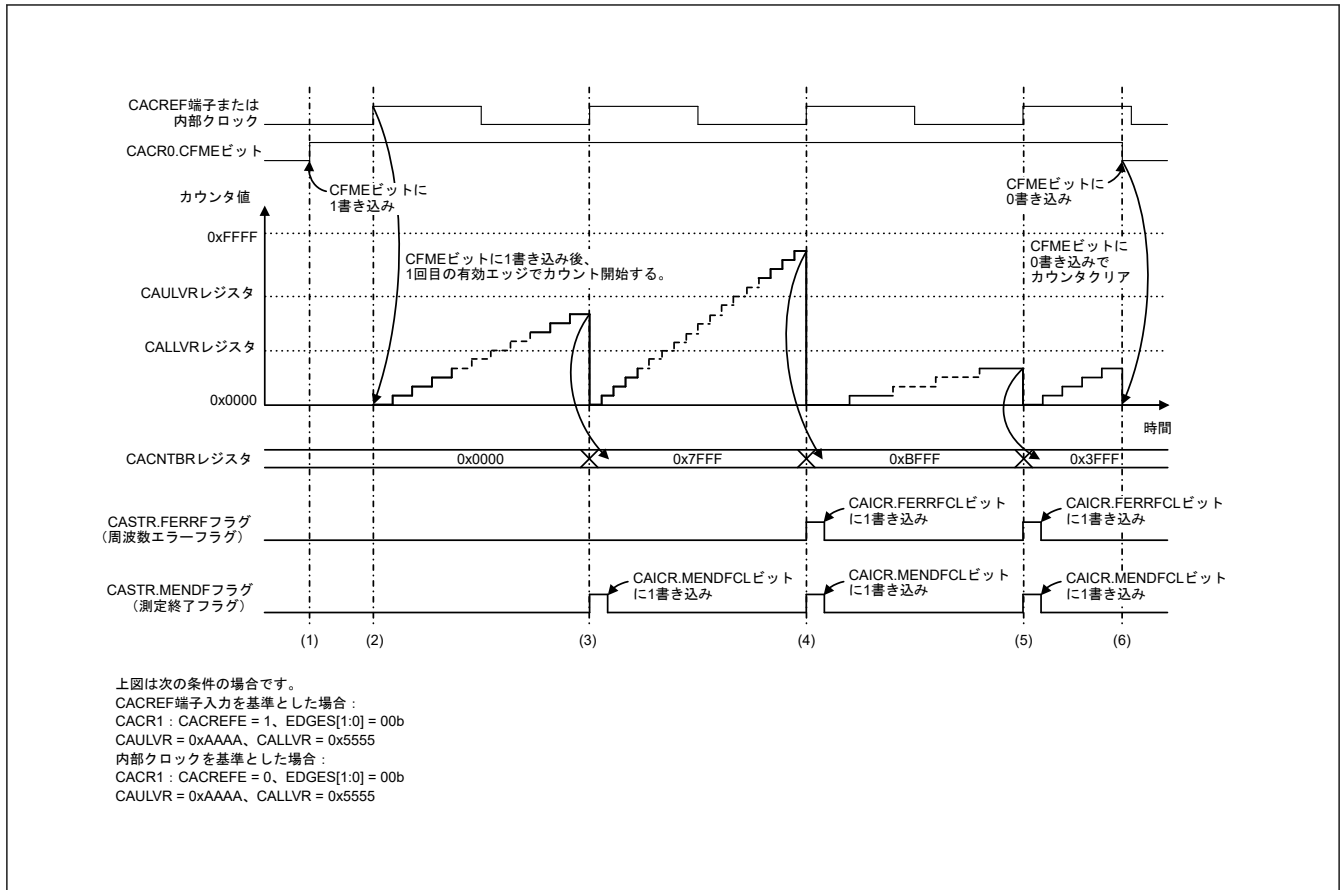 CACREF端子または
内部クロック
CACR0.CFMEビット
CFMEビットに
1書き込み
CFMEビットに
0書き込み
カウンタ値
0xFFFF
CFMEビットに1書き込み後、
1回目の有効エッジでカウント開始する。
CFMEビットに
0書き込みで
カウンタクリア
CAULVRレジスタ
CALLVRレジスタ
0x0000
時間
CACNTBRレジスタ
0x0000
0x7FFF
0xBFFF
0x3FFF
CASTR.FERRFフラグ
（周波数エラーフラグ）
CAICR.FERRFCLビット
に1書き込み
CAICR.FERRFCLビット
に1書き込み
CASTR.MENDFフラグ
（測定終了フラグ）
CAICR.MENDFCLビット
に1書き込み
CAICR.MENDFCLビット
に1書き込み
CAICR.MENDFCLビット
に1書き込み
(1)
(2)
(3)
(4)
(5)
(6)
上図は次の条件の場合です。
CACREF端子入力を基準とした場合：
CACR1：CACREFE = 1、EDGES[1:0] = 00b
CAULVR = 0xAAAA、CALLVR = 0x5555
内部クロックを基準とした場合：
CACR1：CACREFE = 0、EDGES[1:0] = 00b
CAULVR = 0xAAAA、CALLVR = 0x5555